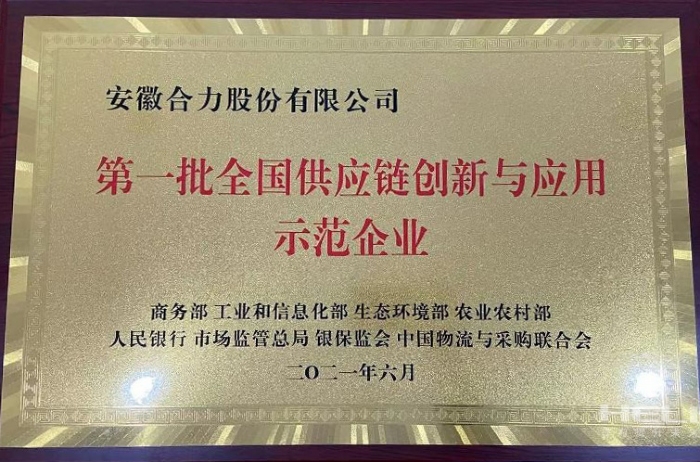 安徽合力股份有限公司
第一批全国供应链创新与应用
示范企业
商务部 工业和信息化部 生态环境部 农业农村部
人民银行 市场监管总局 银保监会 中国物流与采购联合会
二〇二一年六月